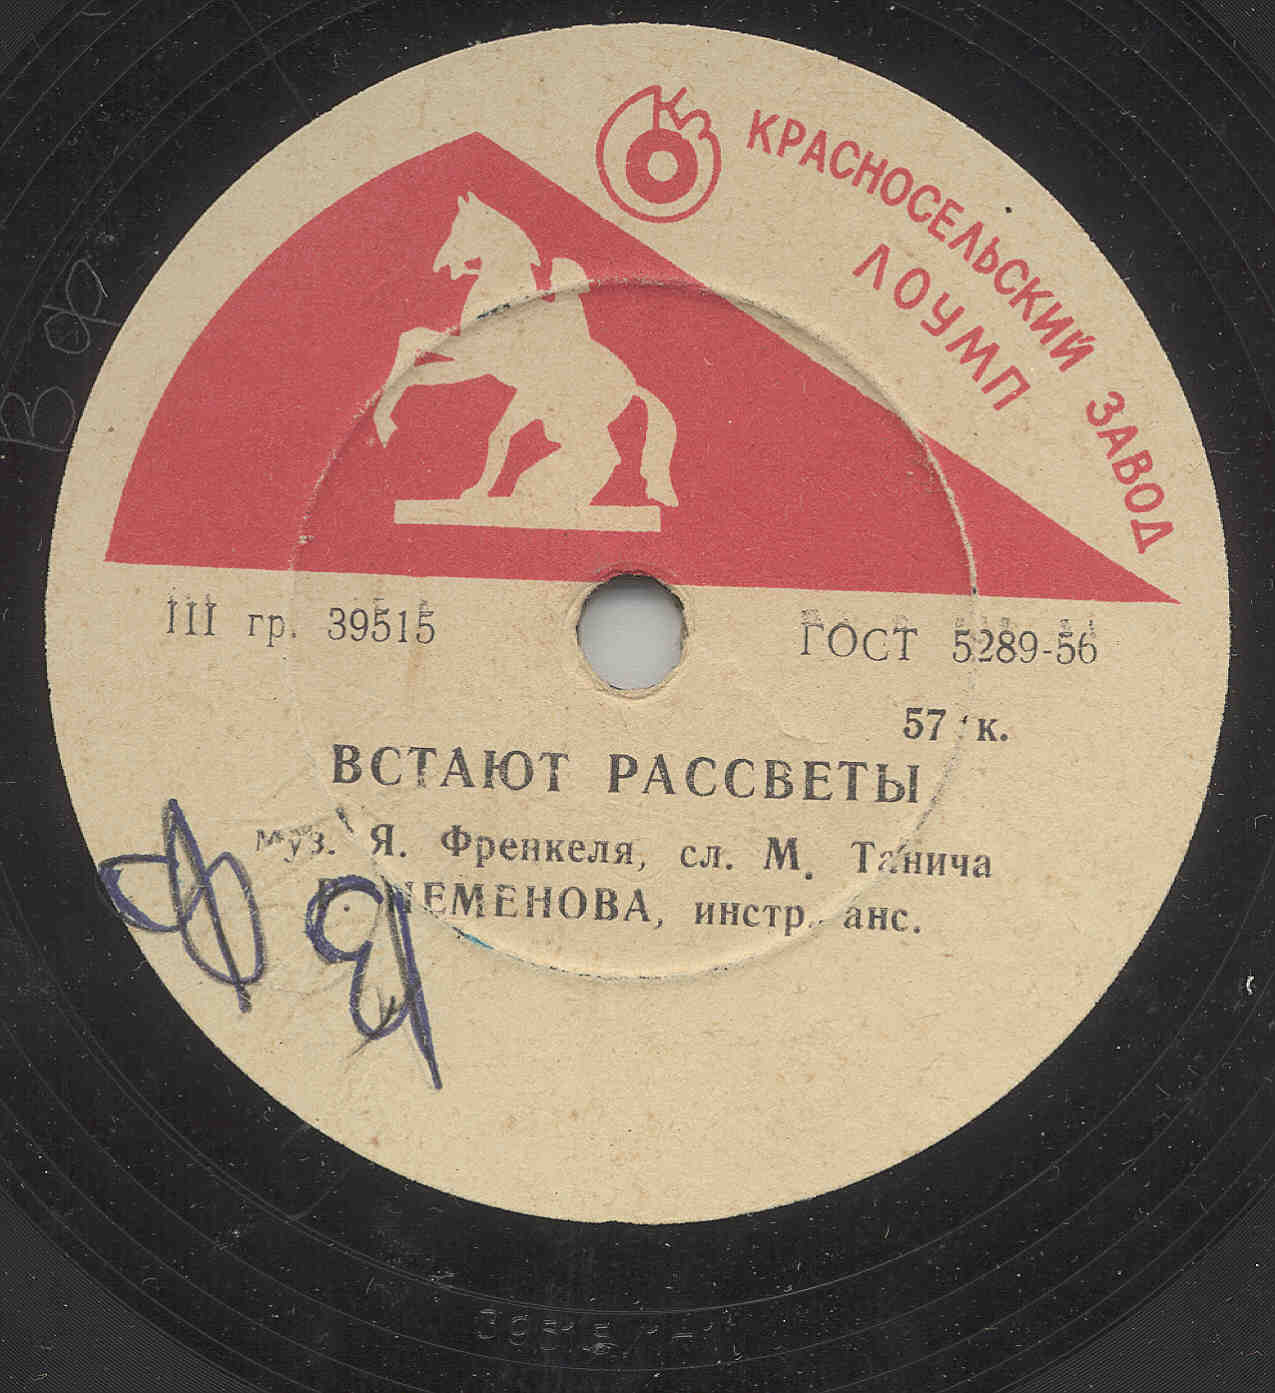 КРАСНОСЕЛЬСКИЙ ЗАВОД
ЛОУМП
III гр. 39515
ГОСТ 5289-56
57 к.
ВСТАЮТ РАССВЕТЫ
муз. Я. Френкеля, сл. М. Танича
НЕМЕНОВА, инстр. анс.
39515